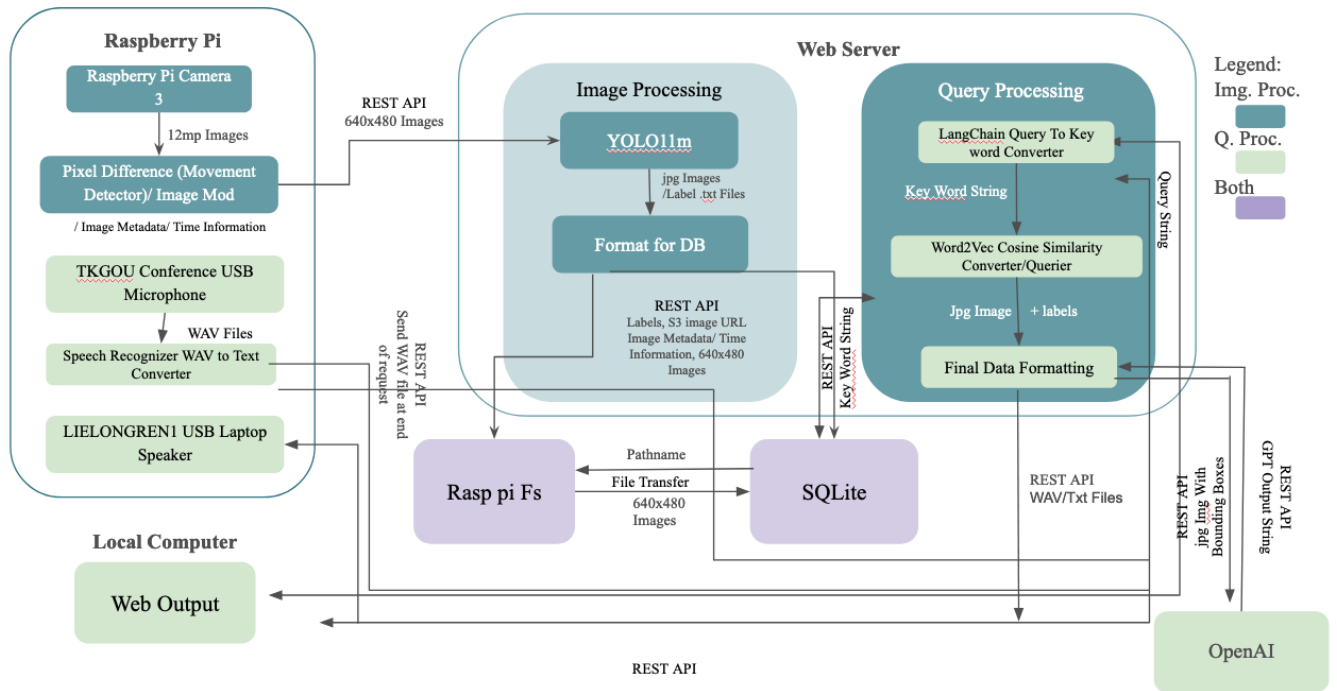 Raspberry Pi
Raspberry Pi Camera
3
12mp Images
Pixel Difference (Movement
Detector)/ Image Mod
/ Image Metadata/ Time Information
TKGOU Conference USB
Microphone
WAV Files
Speech Recognizer WAV to Text
Converter
LIELONGREN1 USB Laptop
Speaker
REST API
640x480 Images
REST API
Send WAV file at end
of request
Web Server
Image Processing
YOLO11m
jpg Images
/Label .txt Files
Format for DB
REST API
Labels, S3 image URL
Image Metadata/ Time
Information, 640x480
Images
REST API
Key Word String
Query Processing
LangChain Query To Key
word Converter
Key Word String
Word2Vec Cosine Similarity
Converter/Querier
Jpg Image + labels
Final Data Formatting
Query String
Legend:
Img. Proc.
Q. Proc.
Both
Rasp pi Fs
Pathname
File Transfer
640x480
Images
SQLite
REST API
WAV/Txt Files
REST API
jpg Img With
Bounding Boxes
REST API
GPT Output String
Local Computer
Web Output
OpenAI
REST API